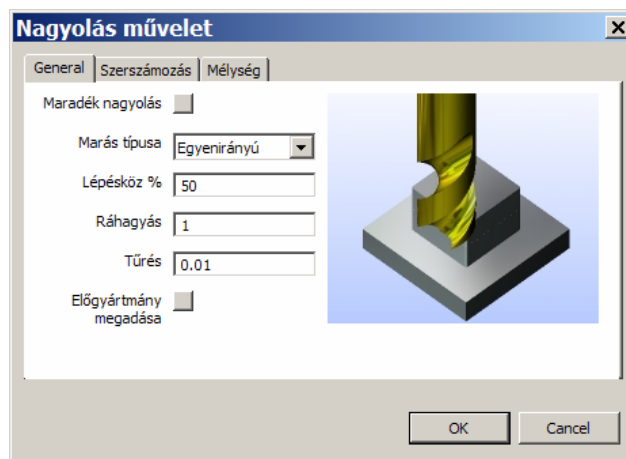 Nagyolás művelet
General Szerszámozás Mélység
Maradék nagyolás
Marás típusa Egyenirányú
Lépésköz % 50
Ráhagyás 1
Tűrés 0.01
Előgyártmány
megadása
OK Cancel